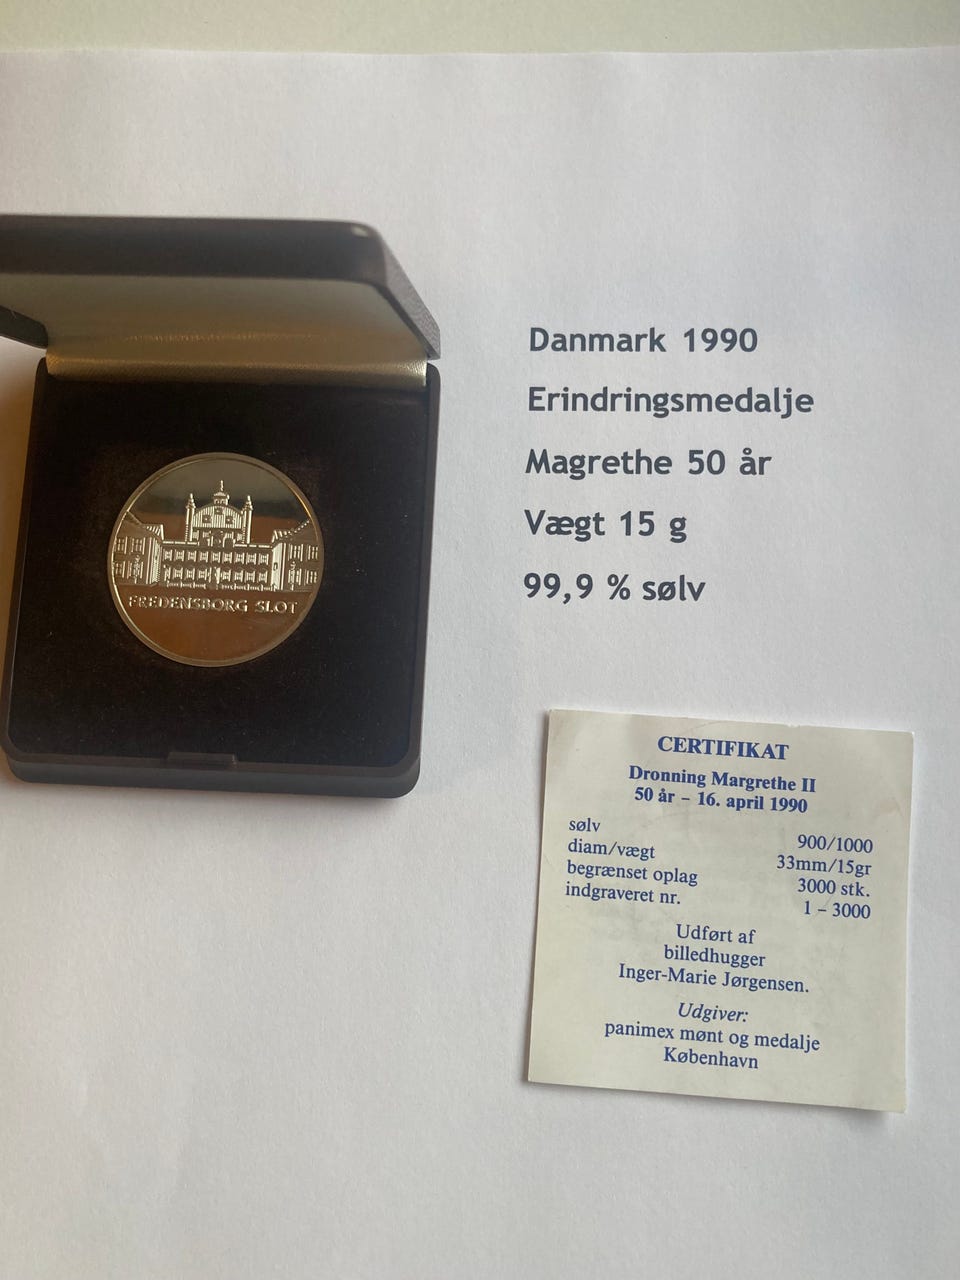 FREDENSBORG SLOT
Danmark 1990
Erindringsmedalje
Magrethe 50 år
Vægt 15 g
99,9 % sølv
CERTIFIKAT
Dronning Margrethe II
50 år – 16. april 1990
sølv 900/1000
diam/vægt 33mm/15gr
begrænset oplag 3000 stk.
indgraveret nr. 1 – 3000
Udført af
billedhugger
Inger-Marie Jørgensen.
Udgiver:
panimex mønt og medalje
København